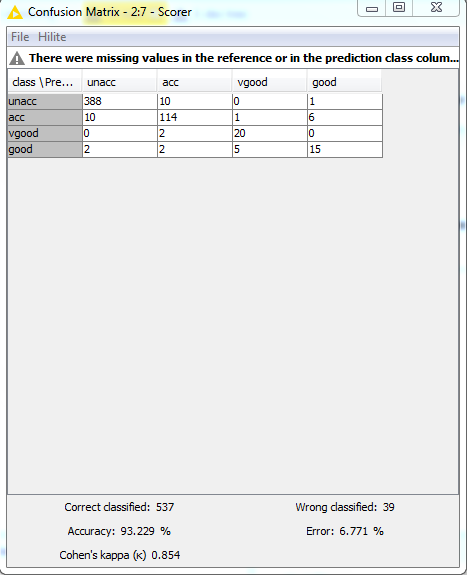 Confusion Matrix - 2:7 - Scorer
File Hilite
There were missing values in the reference or in the prediction class colum...
class \ Pre... unacc acc vgood good
unacc 388 10 0 1
acc 10 114 1 6
vgood 0 2 20 0
good 2 2 5 15
Correct classified: 537 Wrong classified: 39
Accuracy: 93.229 % Error: 6.771 %
Cohen's kappa (κ) 0.854